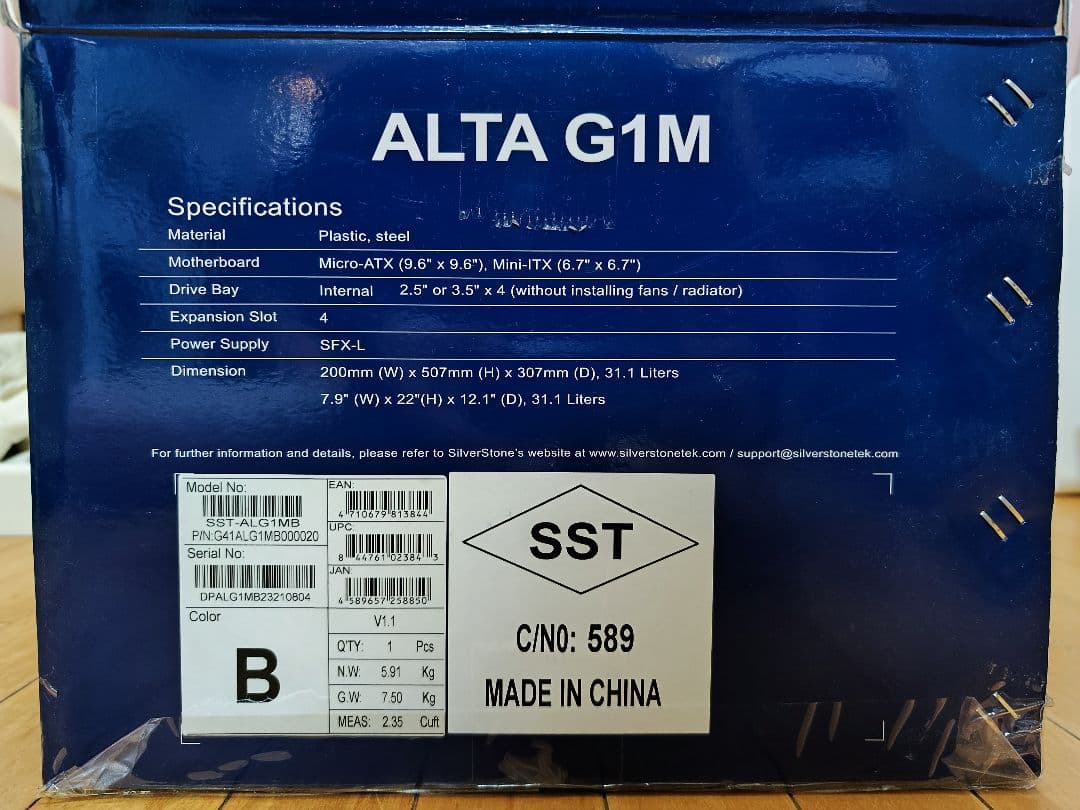 ALTA G1M
Specifications
Material Plastic, steel
Motherboard Micro-ATX (9.6" x 9.6"), Mini-ITX (6.7" x 6.7")
Drive Bay Internal 2.5" or 3.5" x 4 (without installing fans / radiator)
Expansion Slot 4
Power Supply SFX-L
Dimension 200mm (W) x 507mm (H) x 307mm (D), 31.1 Liters
7.9" (W) x 22"(H) x 12.1" (D), 31.1 Liters
For further information and details, please refer to SilverStone's website at www.silverstonetek.com / support@silverstonetek.com
Model No:
SST-ALG1MB
P/N:G41ALG1MB000020
Serial No:
DPALG1MB23210804
Color
B
EAN:
4 710679 813844
UPC:
8 44761 02384 3
JAN:
4 589657 258850
V1.1
Q'TY: 1 Pcs
N.W: 5.91 Kg
G.W: 7.50 Kg
MEAS: 2.35 Cuft
SST
C/N0: 589
MADE IN CHINA